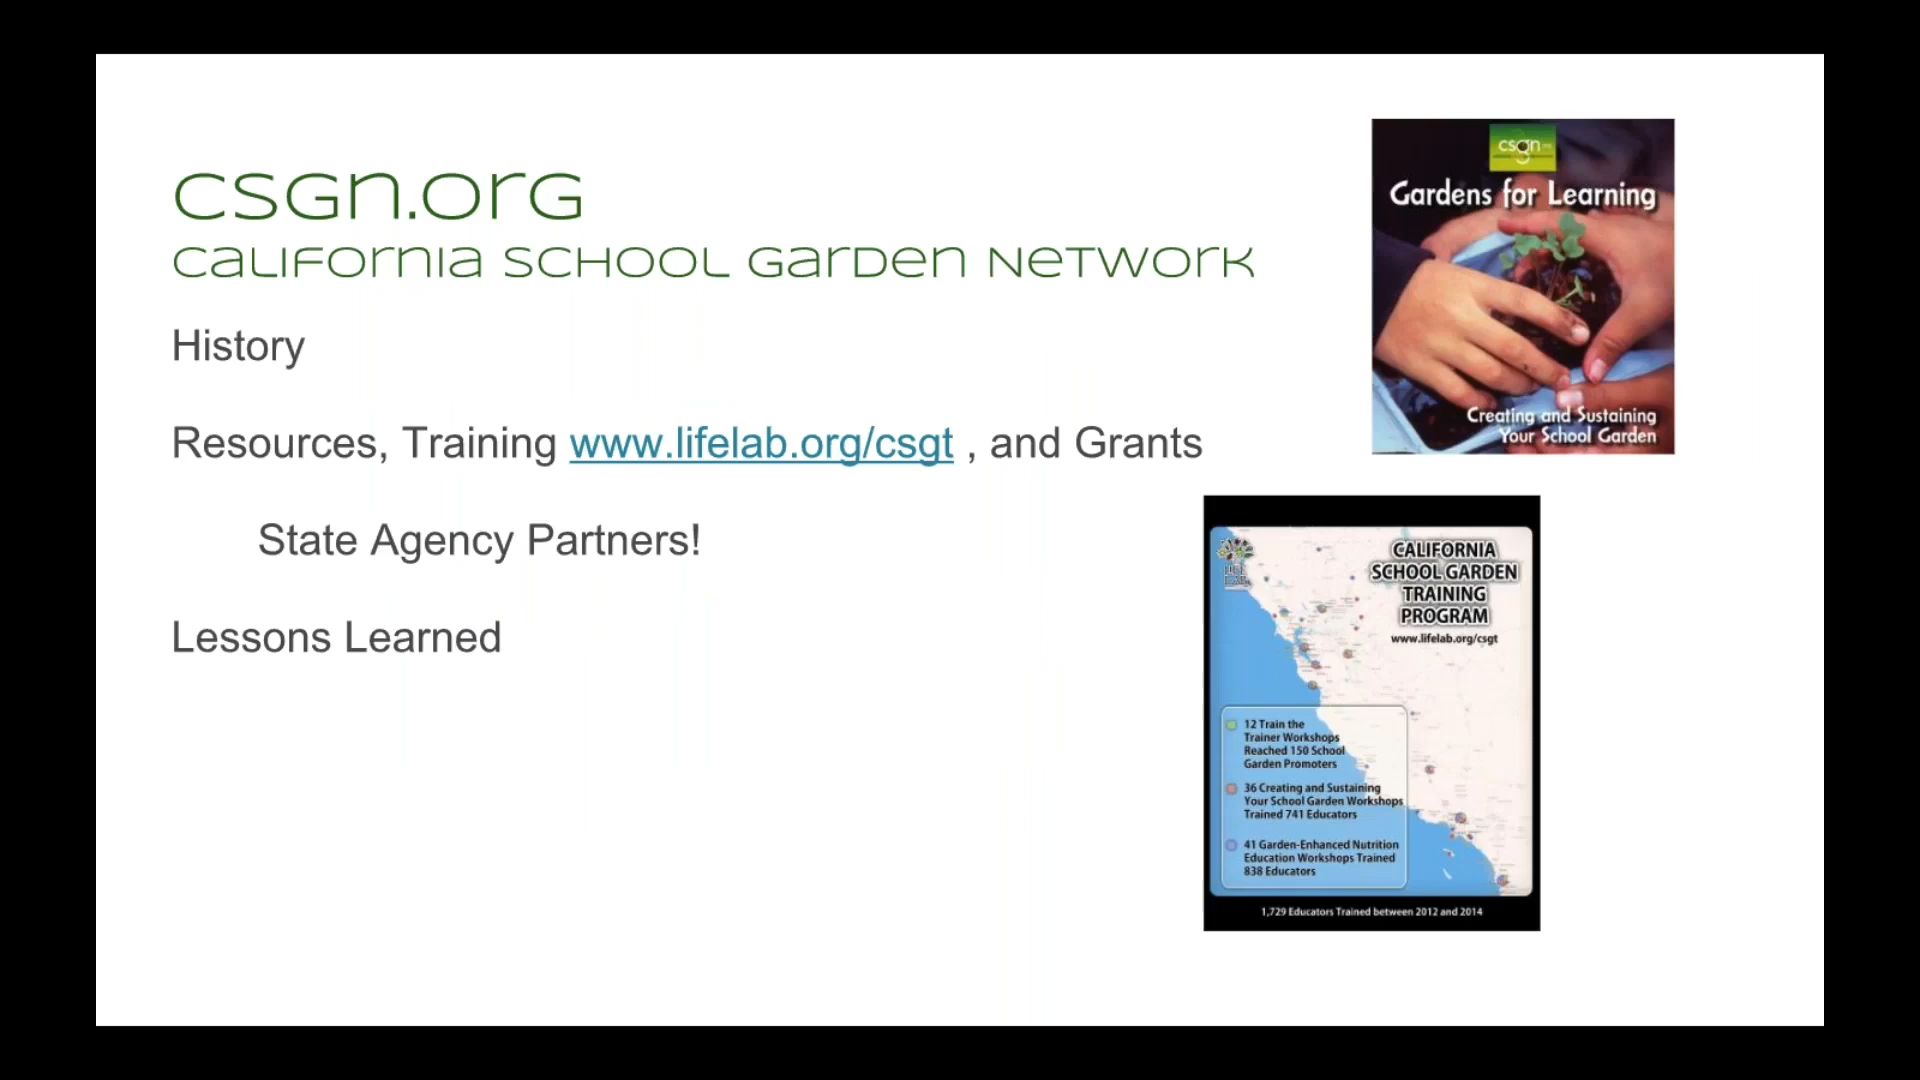 csgn.org
California School Garden Network
History
Resources, Training www.lifelab.org/csgt , and Grants
State Agency Partners!
Lessons Learned
csgn
Gardens for Learning
Creating and Sustaining
Your School Garden
LIFE
LAB
CALIFORNIA
SCHOOL GARDEN
TRAINING
PROGRAM
www.lifelab.org/csgt
12 Train the
Trainer Workshops
Reached 150 School
Garden Promoters
36 Creating and Sustaining
Your School Garden Workshops
Trained 741 Educators
41 Garden-Enhanced Nutrition
Education Workshops Trained
838 Educators
1,729 Educators Trained between 2012 and 2014